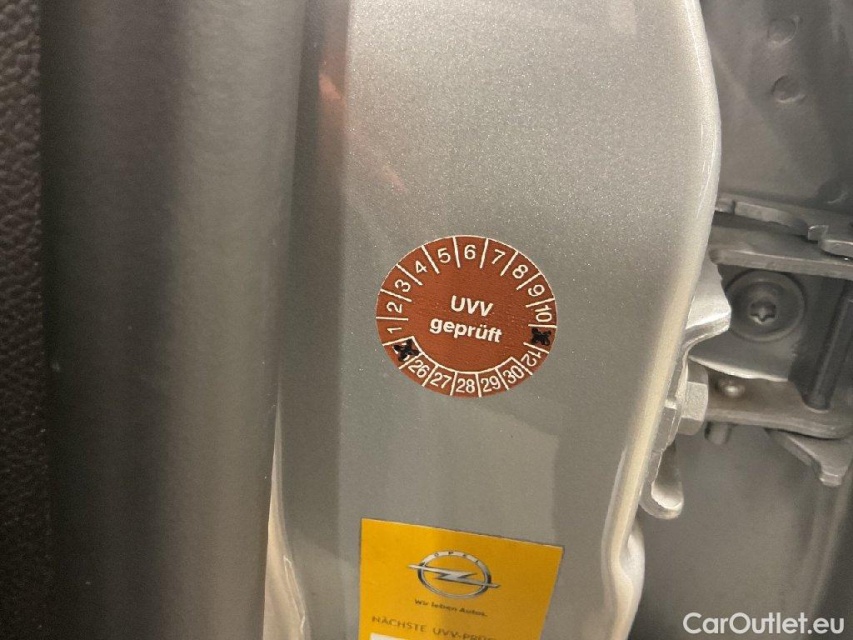 1 2 3 4 5 6 7 8 9 10 12
UVV
geprüft
26 27 28 29 30
OPEL
Wir leben Autos.
NÄCHSTE UVV-PRÜ
CarOutlet.eu